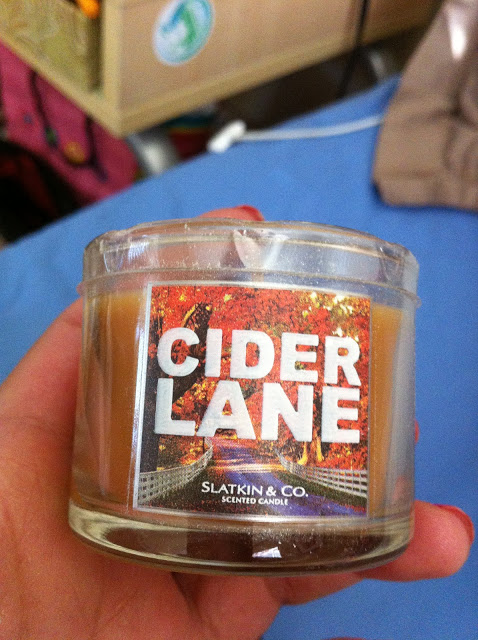 CIDER
LANE
SLATKIN & CO.
SCENTED CANDLE